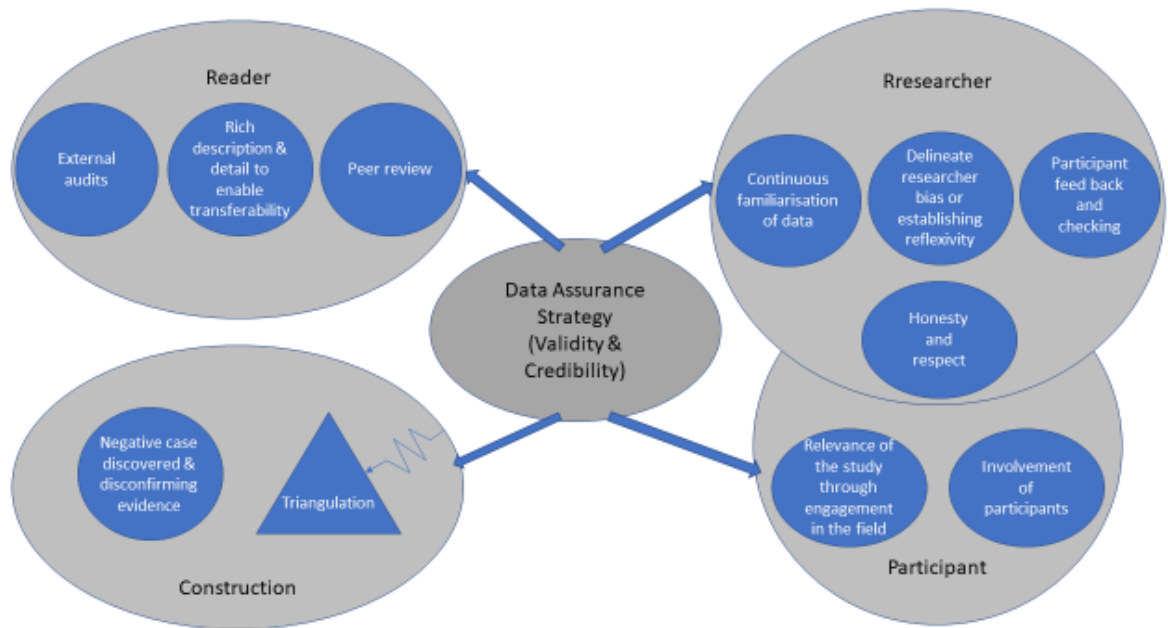 Reader
External
audits
Rich
description &
detail to
enable
transferability
Peer review
Rresearcher
Continuous
familiarisation
of data
Delineate
researcher
bias or
establishing
reflexivity
Participant
feed back
and
checking
Honesty
and
respect
Data Assurance
Strategy
(Validity &
Credibility)
Negative case
discovered &
disconfirming
evidence
Triangulation
Construction
Relevance of
the study
through
engagement
in the field
Involvement
of
participants
Participant